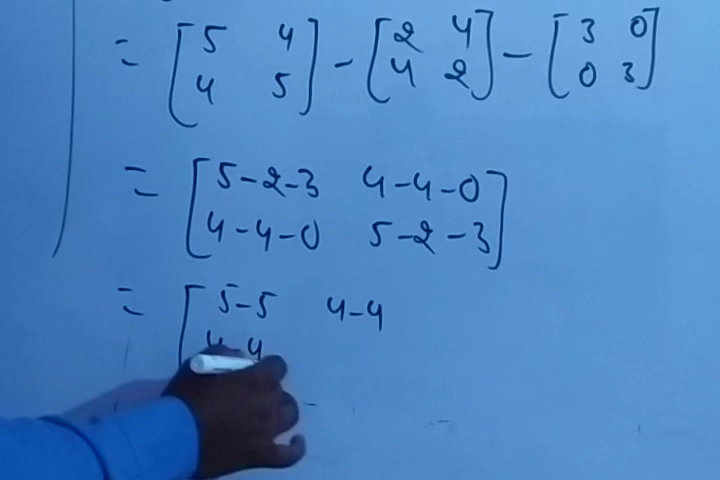 = [5 4] - [2 4] - [3 0]
[4 5] [4 2] [0 3]
= [5-2-3 4-4-0]
[4-4-0 5-2-3]
= [5-5 4-4
4-4